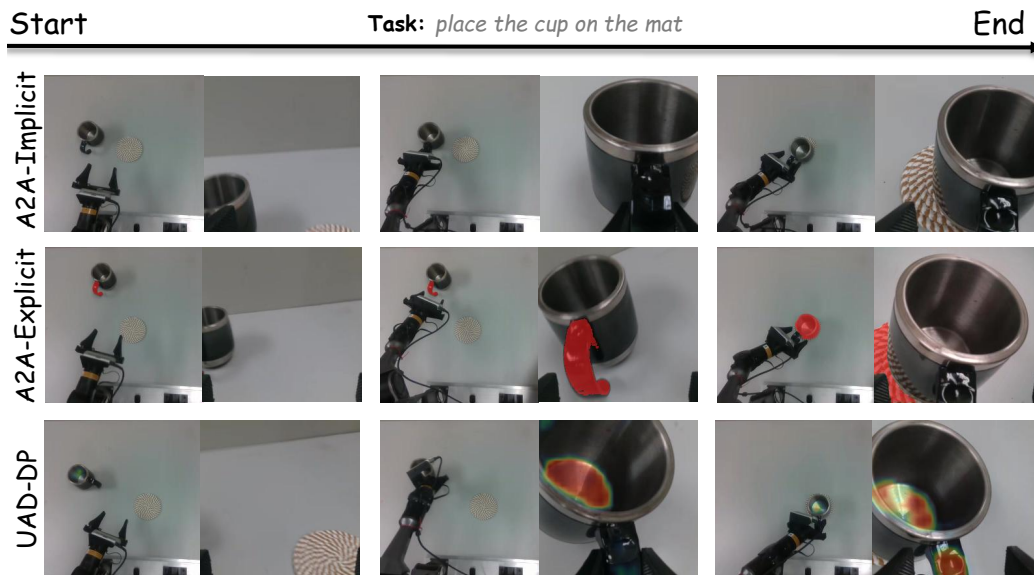 Start
Task: place the cup on the mat
End
A2A-Implicit
A2A-Explicit
UAD-DP